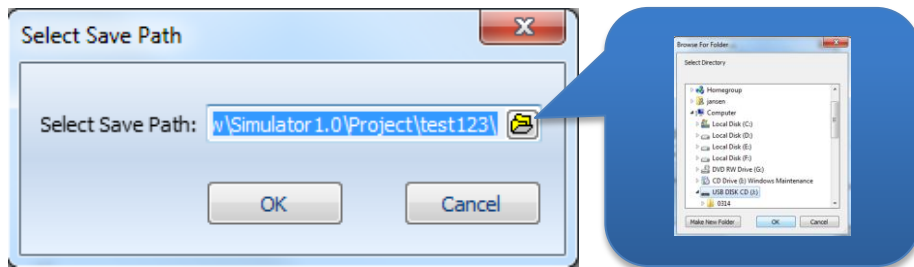 Select Save Path
Select Save Path: w\Simulator1.0\Project\test123\
OK Cancel
Browse For Folder
Select Directory
Homegroup
jansen
Computer
Local Disk (C:)
Local Disk (D:)
Local Disk (E:)
Local Disk (F:)
DVD RW Drive (G:)
CD Drive (I:) Windows Maintenance
USB DISK CD (J:)
0314
Make New Folder OK Cancel